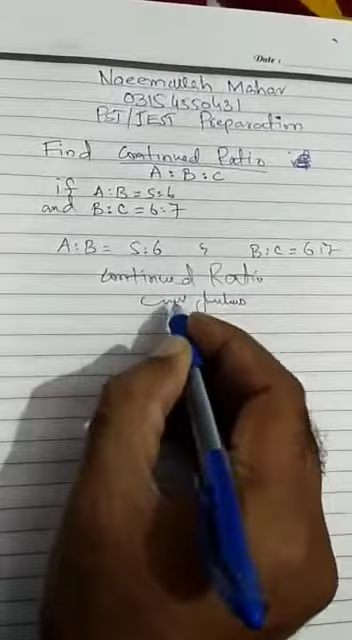 Date:
Naeemullah Mahar
03154550431
PST/JEST Preparation
Find Continued Ratio
A:B:C
if A:B = 5:6
and B:C = 6:7
A:B = 5:6 & B:C = 6:7
Continued Ratio